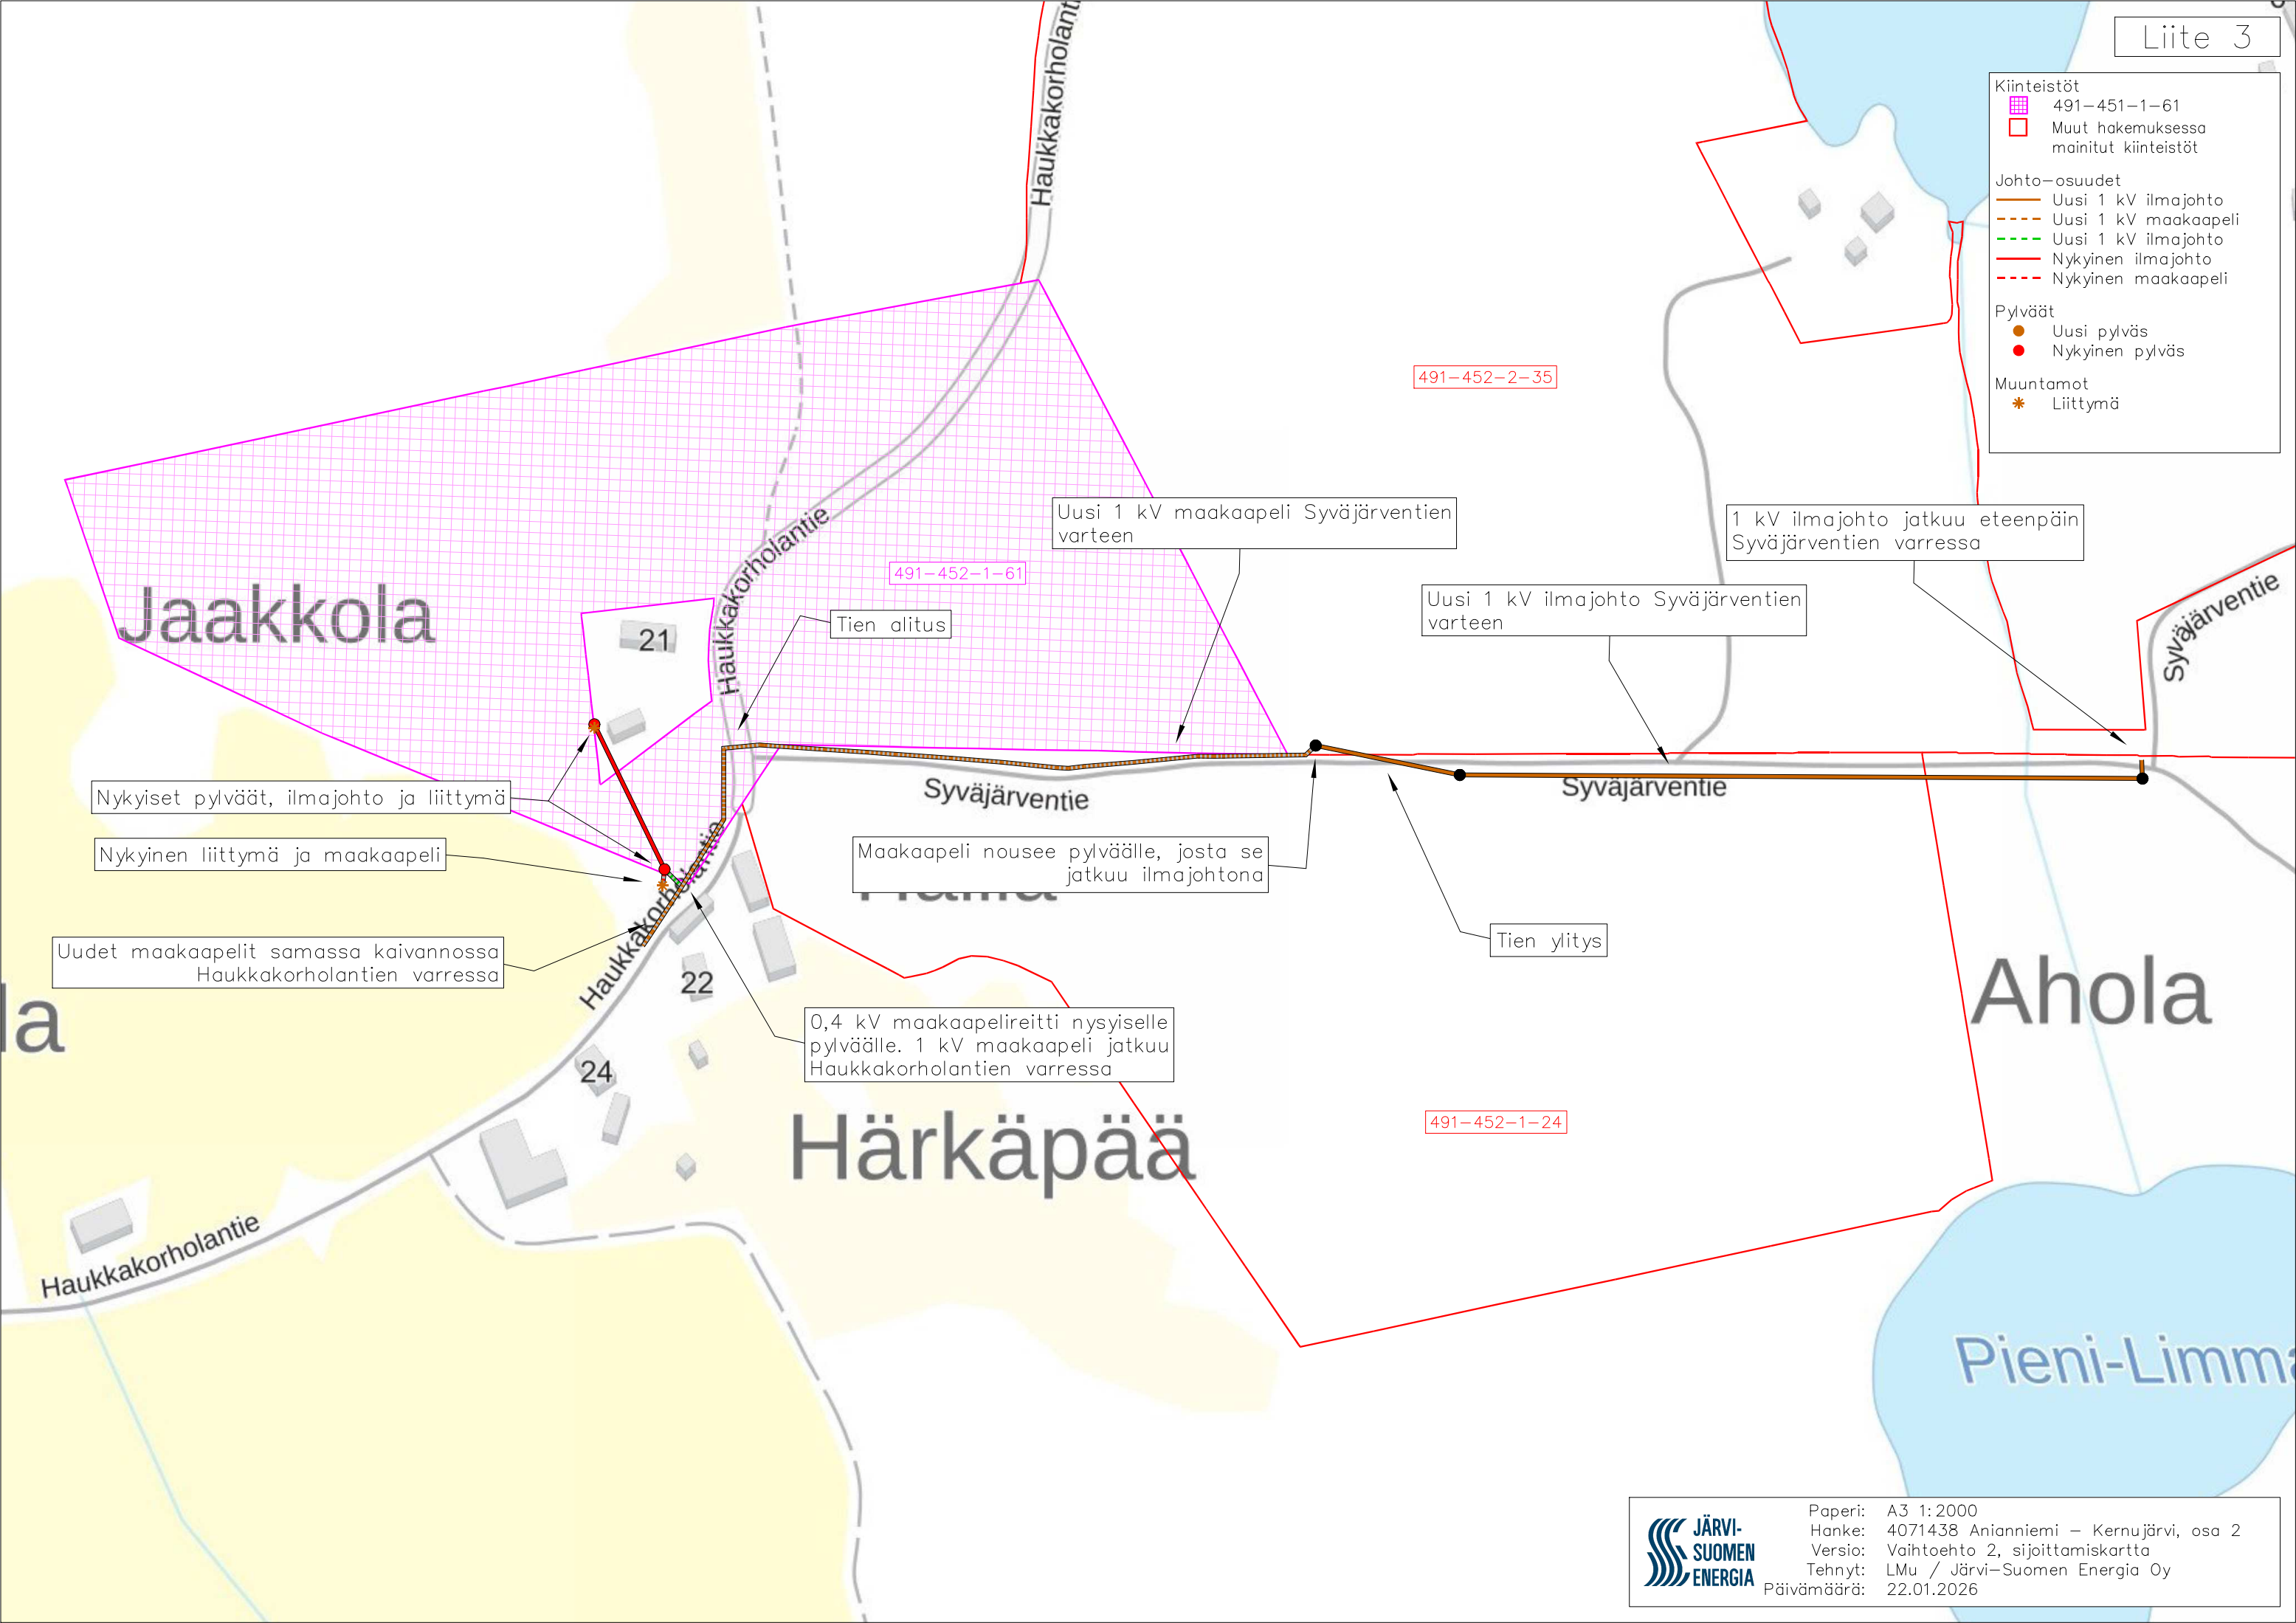 Liite 3
Kiinteistöt
491-451-1-61
Muut hakemuksessa
mainitut kiinteistöt
Johto-osuudet
Uusi 1 kV ilmajohto
Uusi 1 kV maakaapeli
Uusi 1 kV ilmajohto
Nykyinen ilmajohto
Nykyinen maakaapeli
Pylväät
Uusi pylväs
Nykyinen pylväs
Muuntamot
Liittymä
Haukkakorholant
Haukkakorholantie
491-452-2-35
Uusi 1 kV maakaapeli Syväjärventien
varteen
1 kV ilmajohto jatkuu eteenpäin
Syväjärventien varressa
491-452-1-61
Haukkakorholantie
Haukkakorholantie
Jaakkola
21
Tien alitus
Uusi 1 kV ilmajohto Syväjärventien
varteen
Syväjärventie
Nykyiset pylväät, ilmajohto ja liittymä
Syväjärventie
Syväjärventie
Nykyinen liittymä ja maakaapeli
Maakaapeli nousee pylväälle, josta se
jatkuu ilmajohtona
Haukkakorholantie
Uudet maakaapelit samassa kaivannossa
Haukkakorholantien varressa
Tien ylitys
22
Ahola
la
0,4 kV maakaapelireitti nysyiselle
pylväälle. 1 kV maakaapeli jatkuu
Haukkakorholantien varressa
24
491-452-1-24
Härkäpää
Haukkakorholantie
Pieni-Limma
JÄRVI-
SUOMEN
ENERGIA
Paperi: A3 1:2000
Hanke: 4071438 Anianniemi - Kernujärvi, osa 2
Versio: Vaihtoehto 2, sijoittamiskartta
Tehnyt: LMu / Järvi-Suomen Energia Oy
Päivämäärä: 22.01.2026